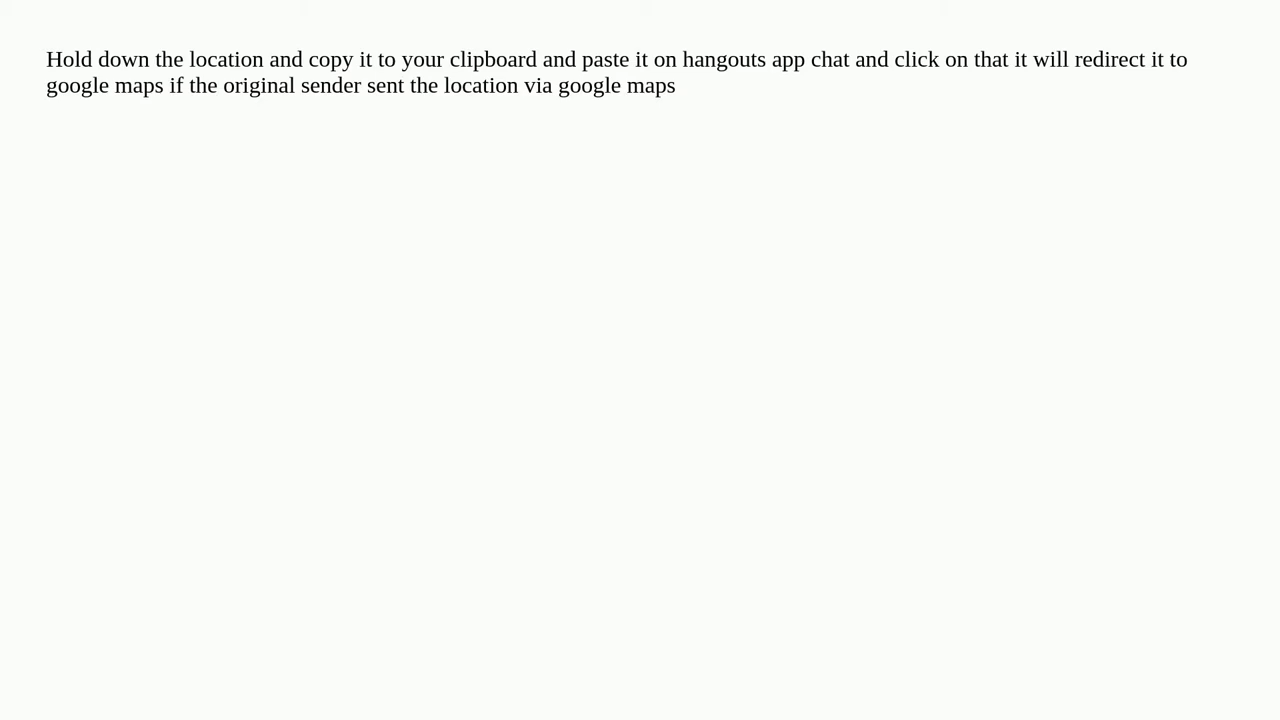 Hold down the location and copy it to your clipboard and paste it on hangouts app chat and click on that it will redirect it to
google maps if the original sender sent the location via google maps